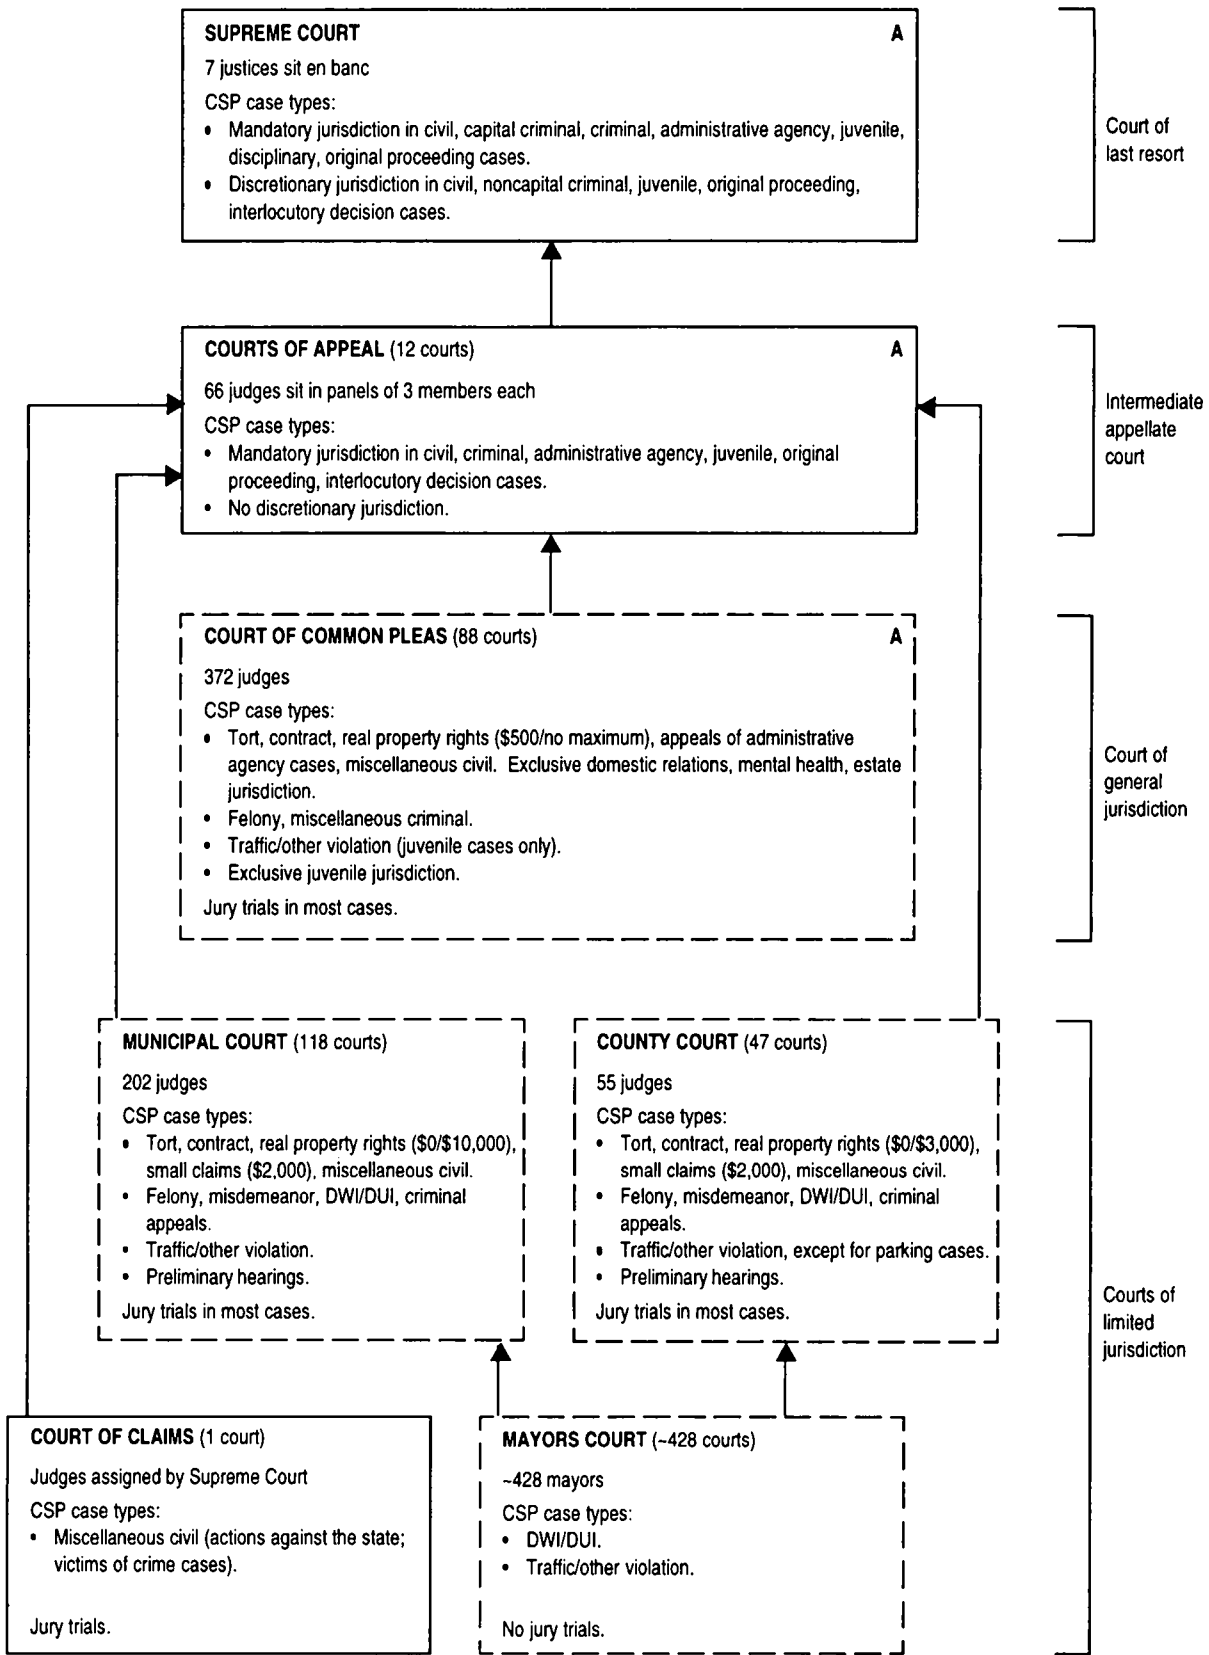 SUPREME COURT A
7 justices sit en banc
CSP case types:
• Mandatory jurisdiction in civil, capital criminal, criminal, administrative agency, juvenile,
disciplinary, original proceeding cases.
• Discretionary jurisdiction in civil, noncapital criminal, juvenile, original proceeding,
interlocutory decision cases.
Court of
last resort
COURTS OF APPEAL (12 courts) A
66 judges sit in panels of 3 members each
CSP case types:
• Mandatory jurisdiction in civil, criminal, administrative agency, juvenile, original
proceeding, interlocutory decision cases.
• No discretionary jurisdiction.
Intermediate
appellate
court
COURT OF COMMON PLEAS (88 courts) A
372 judges
CSP case types:
• Tort, contract, real property rights ($500/no maximum), appeals of administrative
agency cases, miscellaneous civil. Exclusive domestic relations, mental health, estate
jurisdiction.
• Felony, miscellaneous criminal.
• Traffic/other violation (juvenile cases only).
• Exclusive juvenile jurisdiction.
Jury trials in most cases.
Court of
general
jurisdiction
MUNICIPAL COURT (118 courts)
202 judges
CSP case types:
• Tort, contract, real property rights ($0/$10,000),
small claims ($2,000), miscellaneous civil.
• Felony, misdemeanor, DWI/DUI, criminal
appeals.
• Traffic/other violation.
• Preliminary hearings.
Jury trials in most cases.
COUNTY COURT (47 courts)
55 judges
CSP case types:
• Tort, contract, real property rights ($0/$3,000),
small claims ($2,000), miscellaneous civil.
• Felony, misdemeanor, DWI/DUI, criminal
appeals.
• Traffic/other violation, except for parking cases.
• Preliminary hearings.
Jury trials in most cases.
Courts of
limited
jurisdiction
COURT OF CLAIMS (1 court)
Judges assigned by Supreme Court
CSP case types:
• Miscellaneous civil (actions against the state;
victims of crime cases).
Jury trials.
MAYORS COURT (~428 courts)
~428 mayors
CSP case types:
• DWI/DUI.
• Traffic/other violation.
No jury trials.